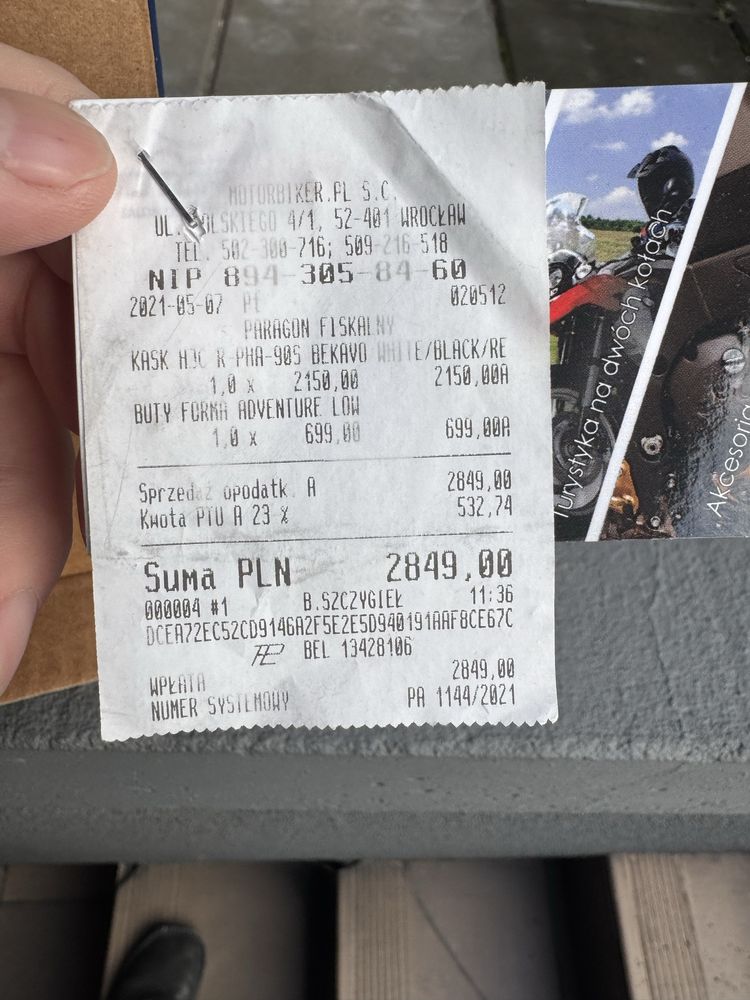 MOTORBIKER.PL S.C.
UL. 4/1, 52-401 WROCŁAW
TEL. 502-300-716; 509-216-518
NIP 894-305-84-60
2021-05-07 020512
PARAGON FISKALNY
KASK HJC R-PHA-90S BEKAVO WHITE/BLACK/RE
1,0 x 2150,00 2150,00A
BUTY FORMA ADVENTURE LOW
1,0 x 699,00 699,00A
Sprzedaż opodatk. A 2849,00
Kwota PTU A 23 % 532,74
Suma PLN 2849,00
000004 #1 B.SZCZYGIEŁ 11:36
DCEA72EC52CD9146A2F5E2E5D940191AAF8CE67C
BEL 13428106
WPŁATA 2849,00
NUMER SYSTEMOWY PA 1144/2021
Turystyka na dwóch kołach
Akcesoria